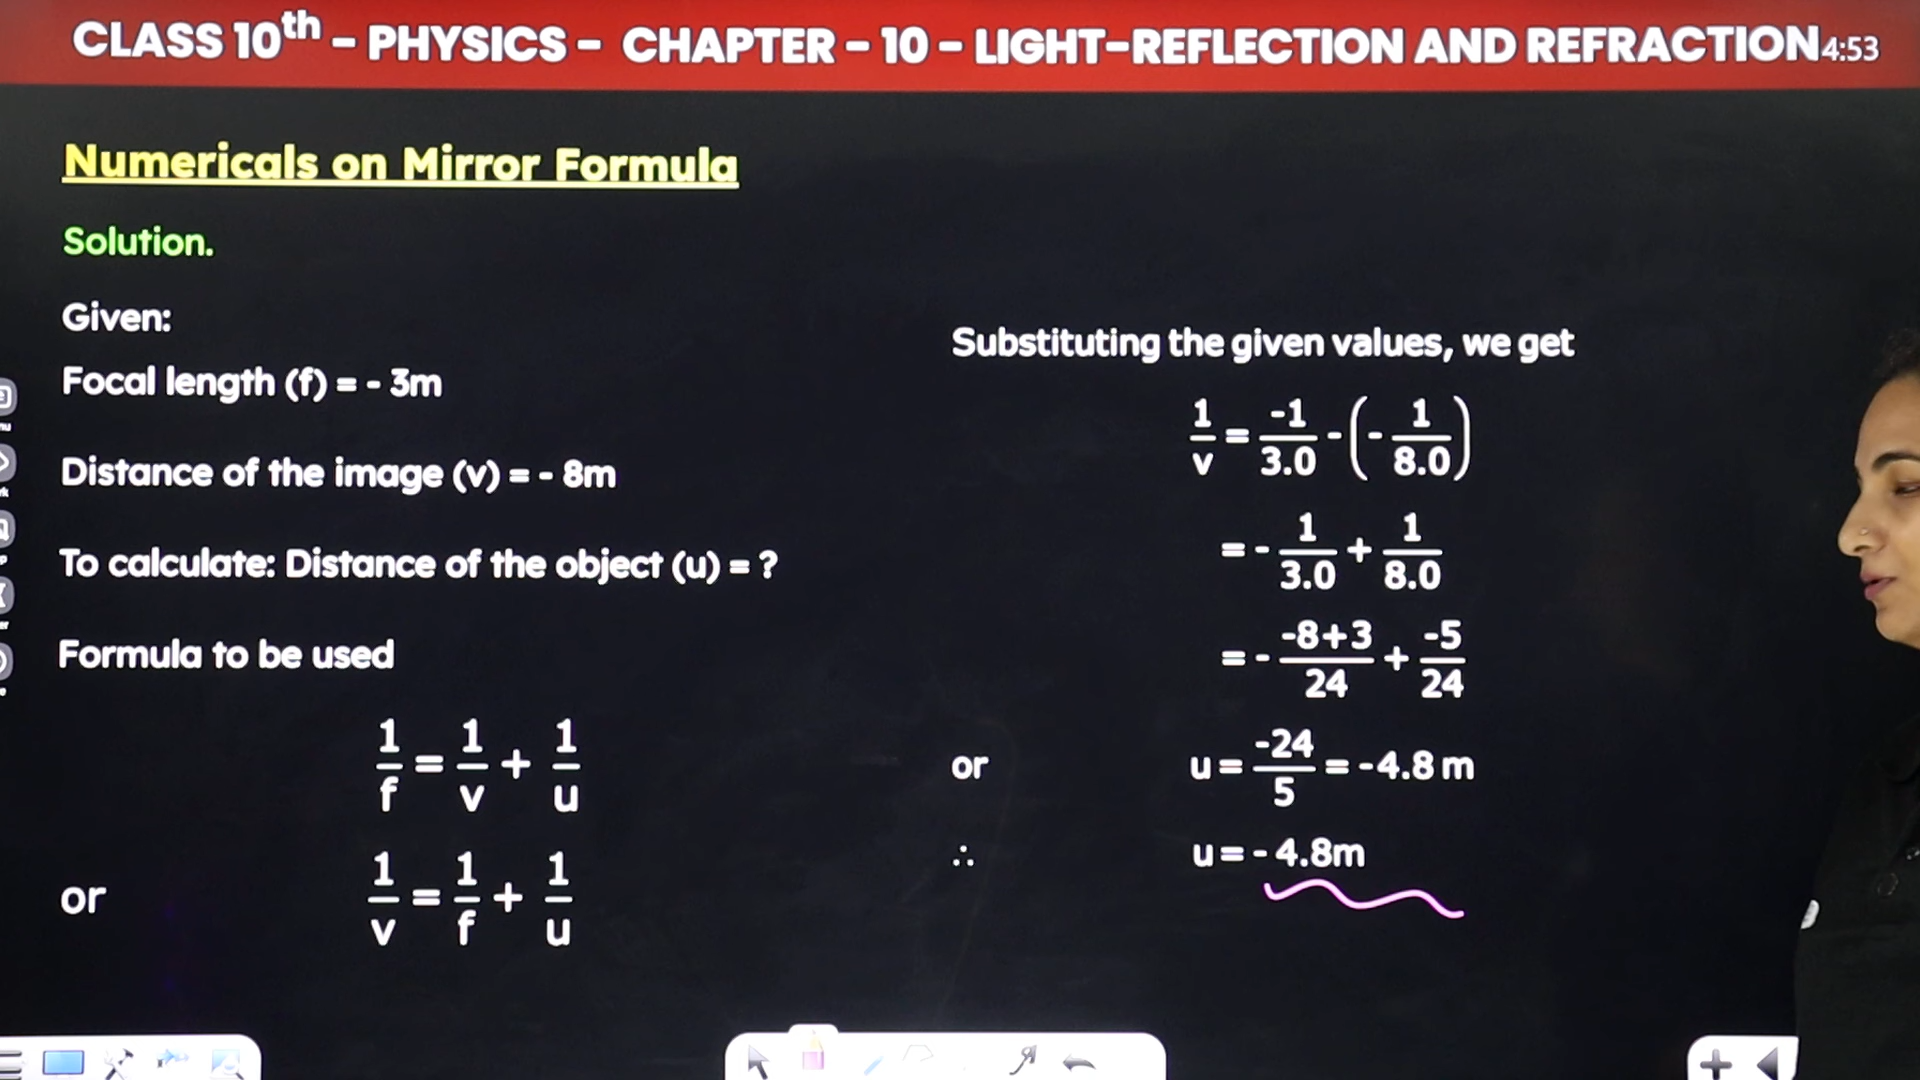 CLASS 10th - PHYSICS - CHAPTER - 10 - LIGHT-REFLECTION AND REFRACTION 4:53
Numericals on Mirror Formula
Solution.
Given:
Focal length (f) = - 3m
Distance of the image (v) = - 8m
To calculate: Distance of the object (u) = ?
Formula to be used
1/f = 1/v + 1/u
or 1/v = 1/f + 1/u
Substituting the given values, we get
1/v = -1/3.0 - (- 1/8.0)
= - 1/3.0 + 1/8.0
= - -8+3/24 + -5/24
or u = -24/5 = -4.8 m
∴ u = - 4.8m